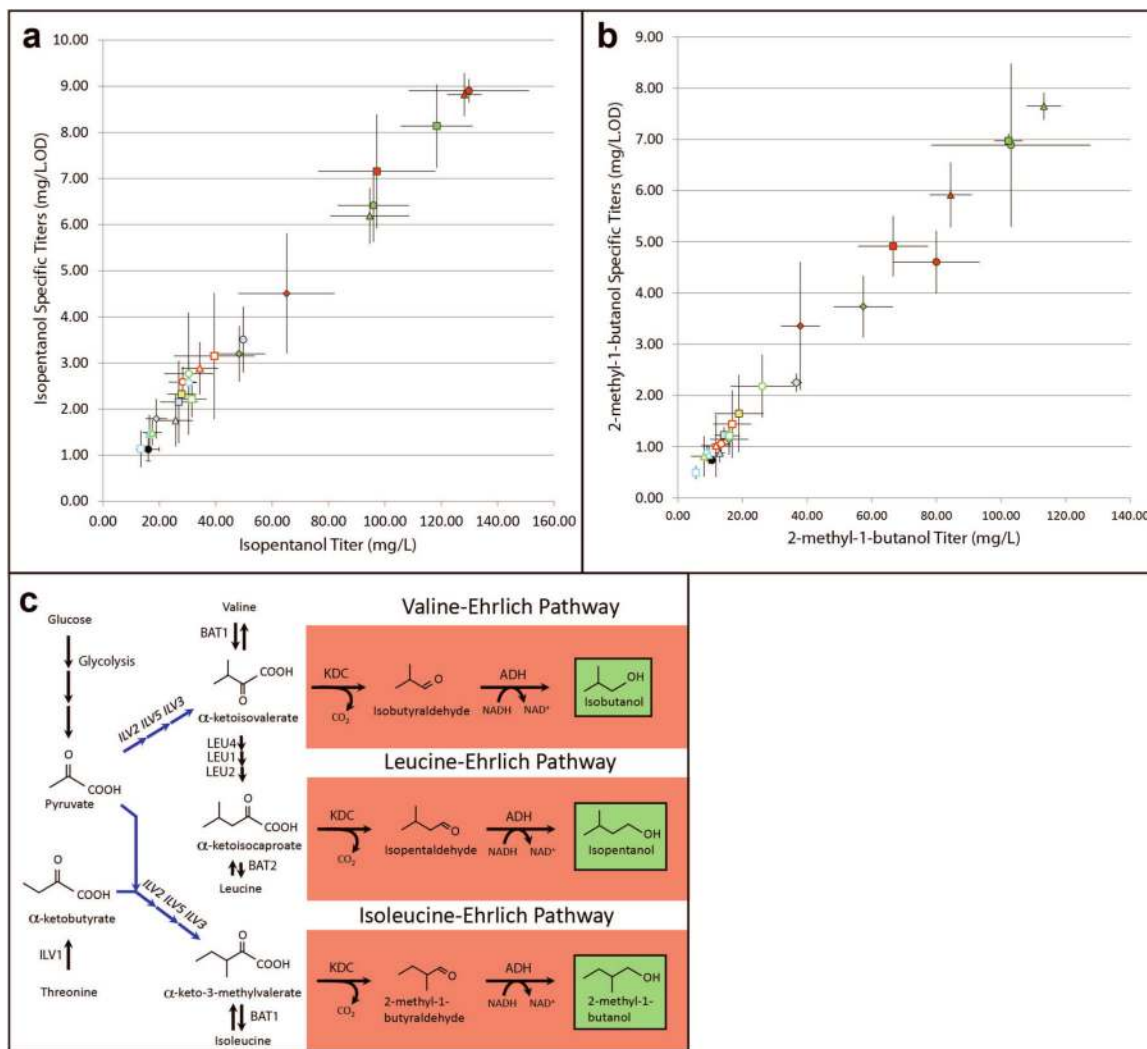 a
10.00
9.00
8.00
7.00
6.00
5.00
4.00
3.00
2.00
1.00
0.00
Isopentanol Specific Titers (mg/L.OD)
0.00 20.00 40.00 60.00 80.00 100.00 120.00 140.00 160.00
Isopentanol Titer (mg/L)
b
9.00
8.00
7.00
6.00
5.00
4.00
3.00
2.00
1.00
0.00
2-methyl-1-butanol Specific Titers (mg/L.OD)
0.00 20.00 40.00 60.00 80.00 100.00 120.00 140.00
2-methyl-1-butanol Titer (mg/L)
c
Glucose
Glycolysis
O
COOH
Pyruvate
O
COOH
α-ketobutyrate
ILV1
Threonine
ILV2 ILV5 ILV3
ILV2 ILV5 ILV3
Valine
BAT1
COOH
O
α-ketoisovalerate
LEU4
LEU1
LEU2
O
COOH
α-ketoisocaproate
BAT2
Leucine
O
COOH
α-keto-3-methylvalerate
BAT1
Isoleucine
Valine-Ehrlich Pathway
KDC
CO2
O
Isobutyraldehyde
ADH
NADH NAD+
OH
Isobutanol
Leucine-Ehrlich Pathway
KDC
CO2
O
Isopentaldehyde
ADH
NADH NAD+
OH
Isopentanol
Isoleucine-Ehrlich Pathway
KDC
CO2
O
2-methyl-1-
butyraldehyde
ADH
NADH NAD+
OH
2-methyl-1-
butanol